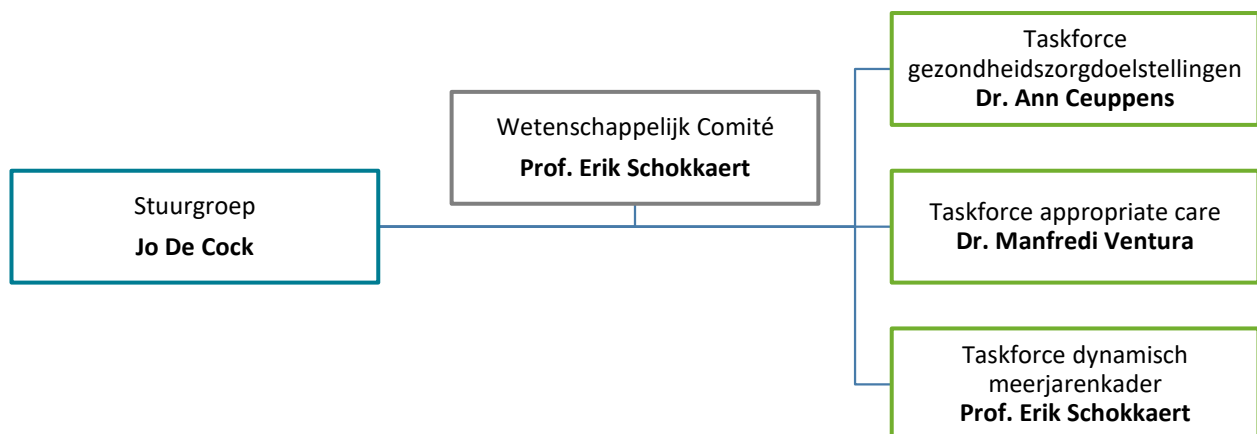 Stuurgroep
Jo De Cock
Wetenschappelijk Comité
Prof. Erik Schokkaert
Taskforce
gezondheidszorgdoelstellingen
Dr. Ann Ceuppens
Taskforce appropriate care
Dr. Manfredi Ventura
Taskforce dynamisch
meerjarenkader
Prof. Erik Schokkaert